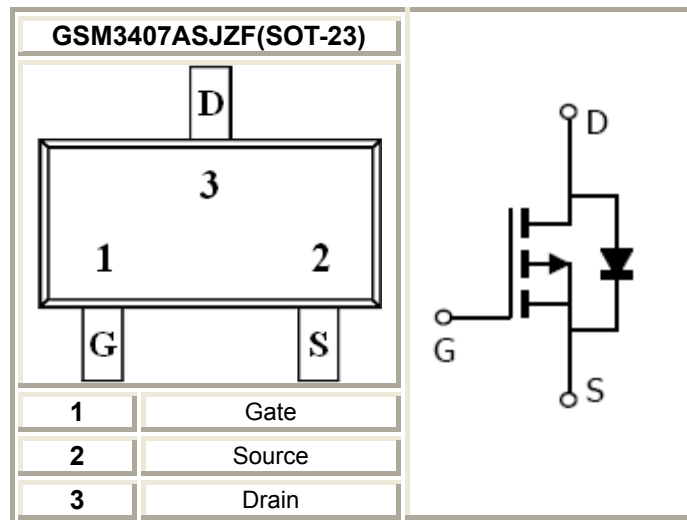 GSM3407ASJZF(SOT-23)
D
3
1 2
G S
1 Gate
2 Source
3 Drain
D
G
S